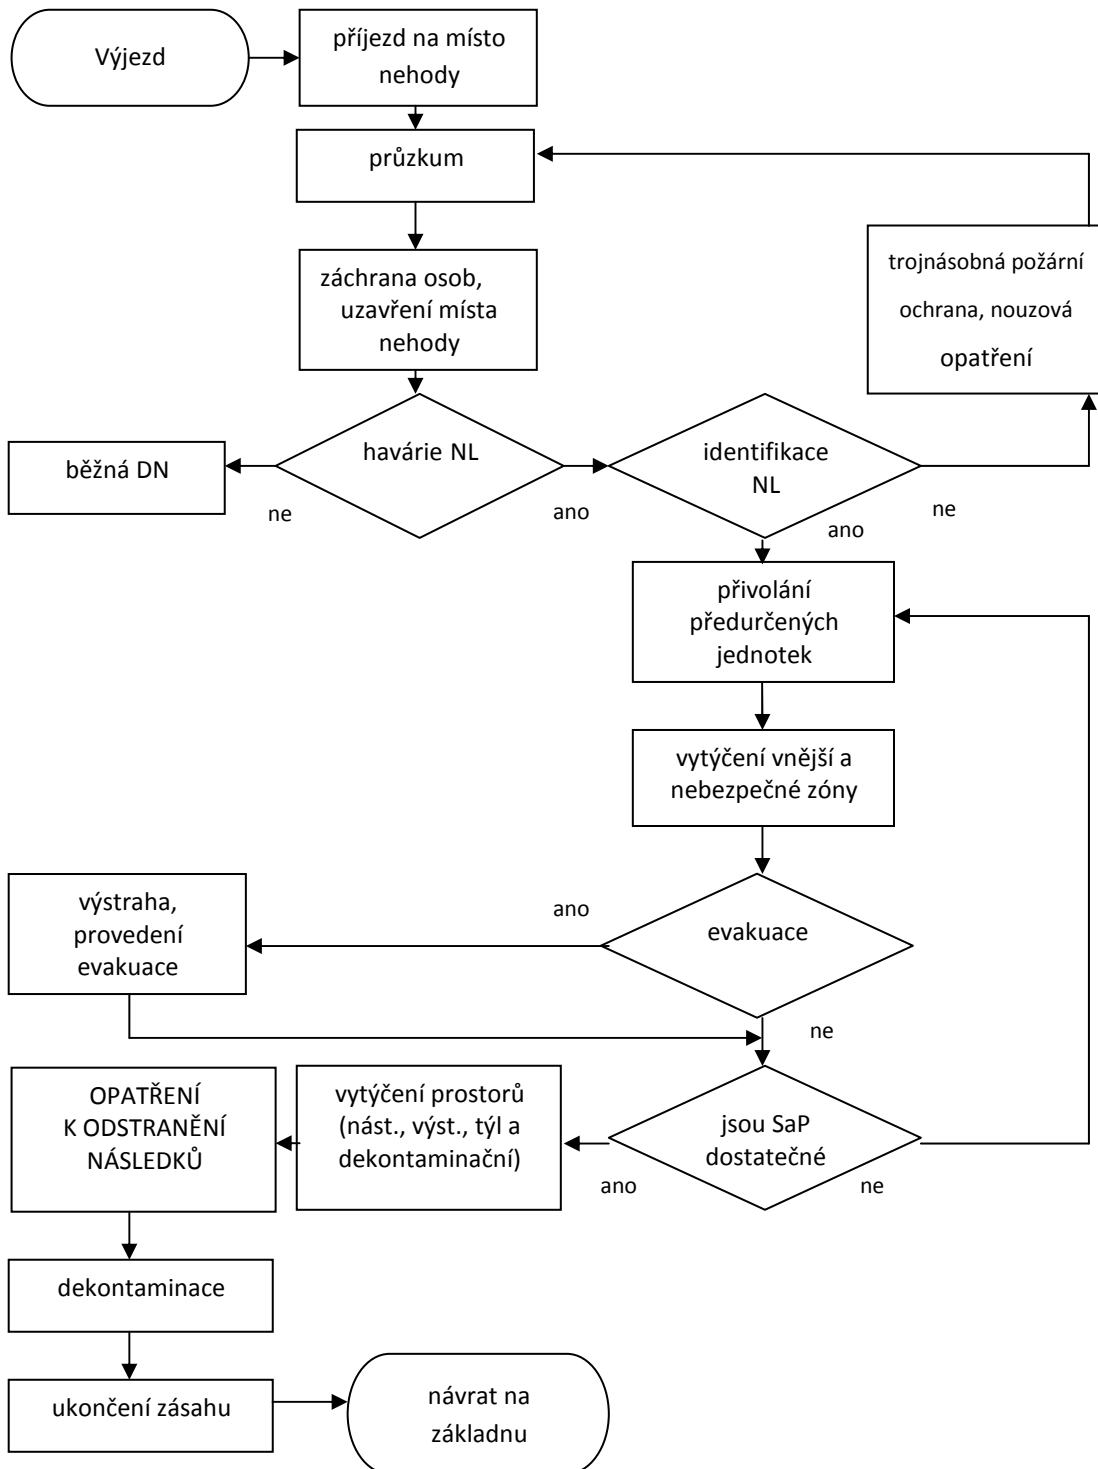 Výjezd
příjezd na místo
nehody
průzkum
záchrana osob,
uzavření místa
nehody
trojnásobná požární
ochrana, nouzová
opatření
běžná DN
havárie NL
identifikace
NL
ne
ano
ano
ne
přivolání
předurčených
jednotek
vytýčení vnější a
nebezpečné zóny
výstraha,
provedení
evakuace
ano
evakuace
ne
OPATŘENÍ
K ODSTRANĚNÍ
NÁSLEDKŮ
vytýčení prostorů
(nást., výst., týl a
dekontaminační)
jsou SaP
dostatečné
ano
ne
dekontaminace
ukončení zásahu
návrat na
základnu